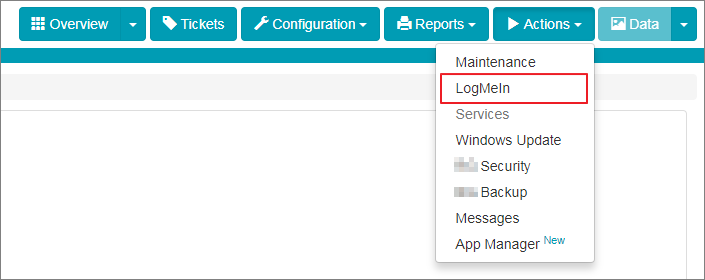 Overview Tickets Configuration Reports Actions Data
Maintenance
LogMeIn
Services
Windows Update
Security
Backup
Messages
App Manager New